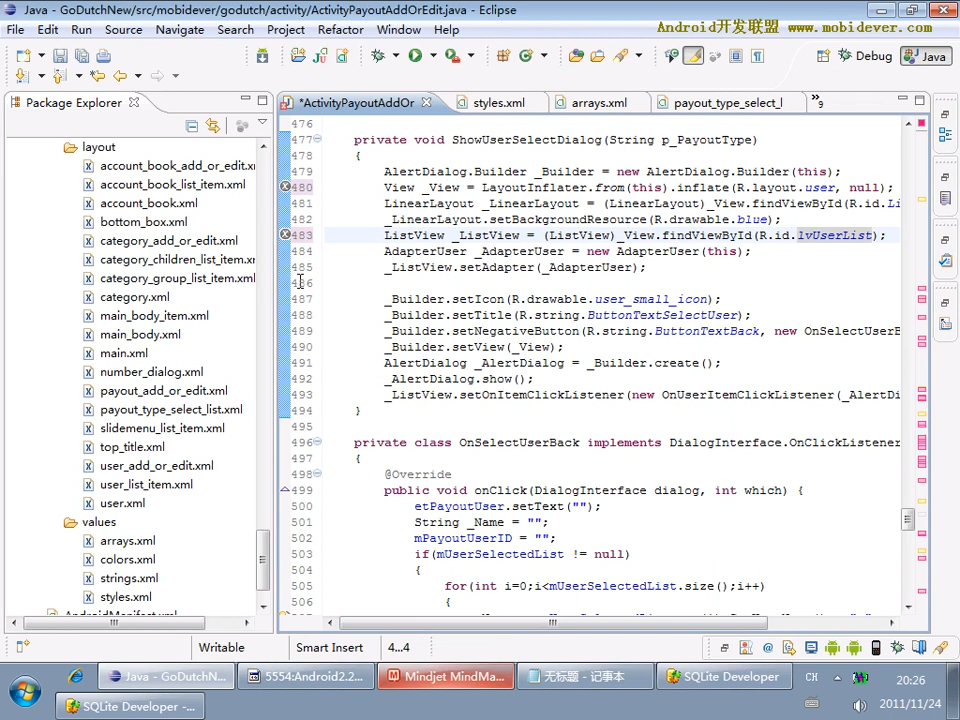 Java - GoDutchNew/src/mobidever/godutch/activity/ActivityPayoutAddOrEdit.java - Eclipse
File Edit Run Source Navigate Search Project Refactor Window Help
Android开发联盟 www.mobidever.com
Debug Java
Package Explorer
*ActivityPayoutAddOr styles.xml arrays.xml payout_type_select_l »9
layout
account_book_add_or_edit.x
account_book_list_item.xml
account_book.xml
bottom_box.xml
category_add_or_edit.xml
category_children_list_item.x
category_group_list_item.xml
category.xml
main_body_item.xml
main_body.xml
main.xml
number_dialog.xml
payout_add_or_edit.xml
payout_type_select_list.xml
slidemenu_list_item.xml
top_title.xml
user_add_or_edit.xml
user_list_item.xml
user.xml
values
arrays.xml
colors.xml
strings.xml
styles.xml
AndroidManifest.xml
476
477 private void ShowUserSelectDialog(String p_PayoutType)
478 {
479 AlertDialog.Builder _Builder = new AlertDialog.Builder(this);
480 View _View = LayoutInflater.from(this).inflate(R.layout.user, null);
481 LinearLayout _LinearLayout = (LinearLayout)_View.findViewById(R.id.Li
482 _LinearLayout.setBackgroundResource(R.drawable.blue);
483 ListView _ListView = (ListView)_View.findViewById(R.id.lvUserList);
484 AdapterUser _AdapterUser = new AdapterUser(this);
485 _ListView.setAdapter(_AdapterUser);
486
487 _Builder.setIcon(R.drawable.user_small_icon);
488 _Builder.setTitle(R.string.ButtonTextSelectUser);
489 _Builder.setNegativeButton(R.string.ButtonTextBack, new OnSelectUserB
490 _Builder.setView(_View);
491 AlertDialog _AlertDialog = _Builder.create();
492 _AlertDialog.show();
493 _ListView.setOnItemClickListener(new OnUserItemClickListener(_AlertDi
494 }
495
496 private class OnSelectUserBack implements DialogInterface.OnClickListener
497 {
498 @Override
499 public void onClick(DialogInterface dialog, int which) {
500 etPayoutUser.setText("");
501 String _Name = "";
502 mPayoutUserID = "";
503 if(mUserSelectedList != null)
504 {
505 for(int i=0;i<mUserSelectedList.size();i++)
506 {
Writable Smart Insert 4...4
Java - GoDutchN... 5554:Android2.2... Mindjet MindMa... 无标题 - 记事本 SQLite Developer CH 20:26
SQLite Developer -... 2011/11/24